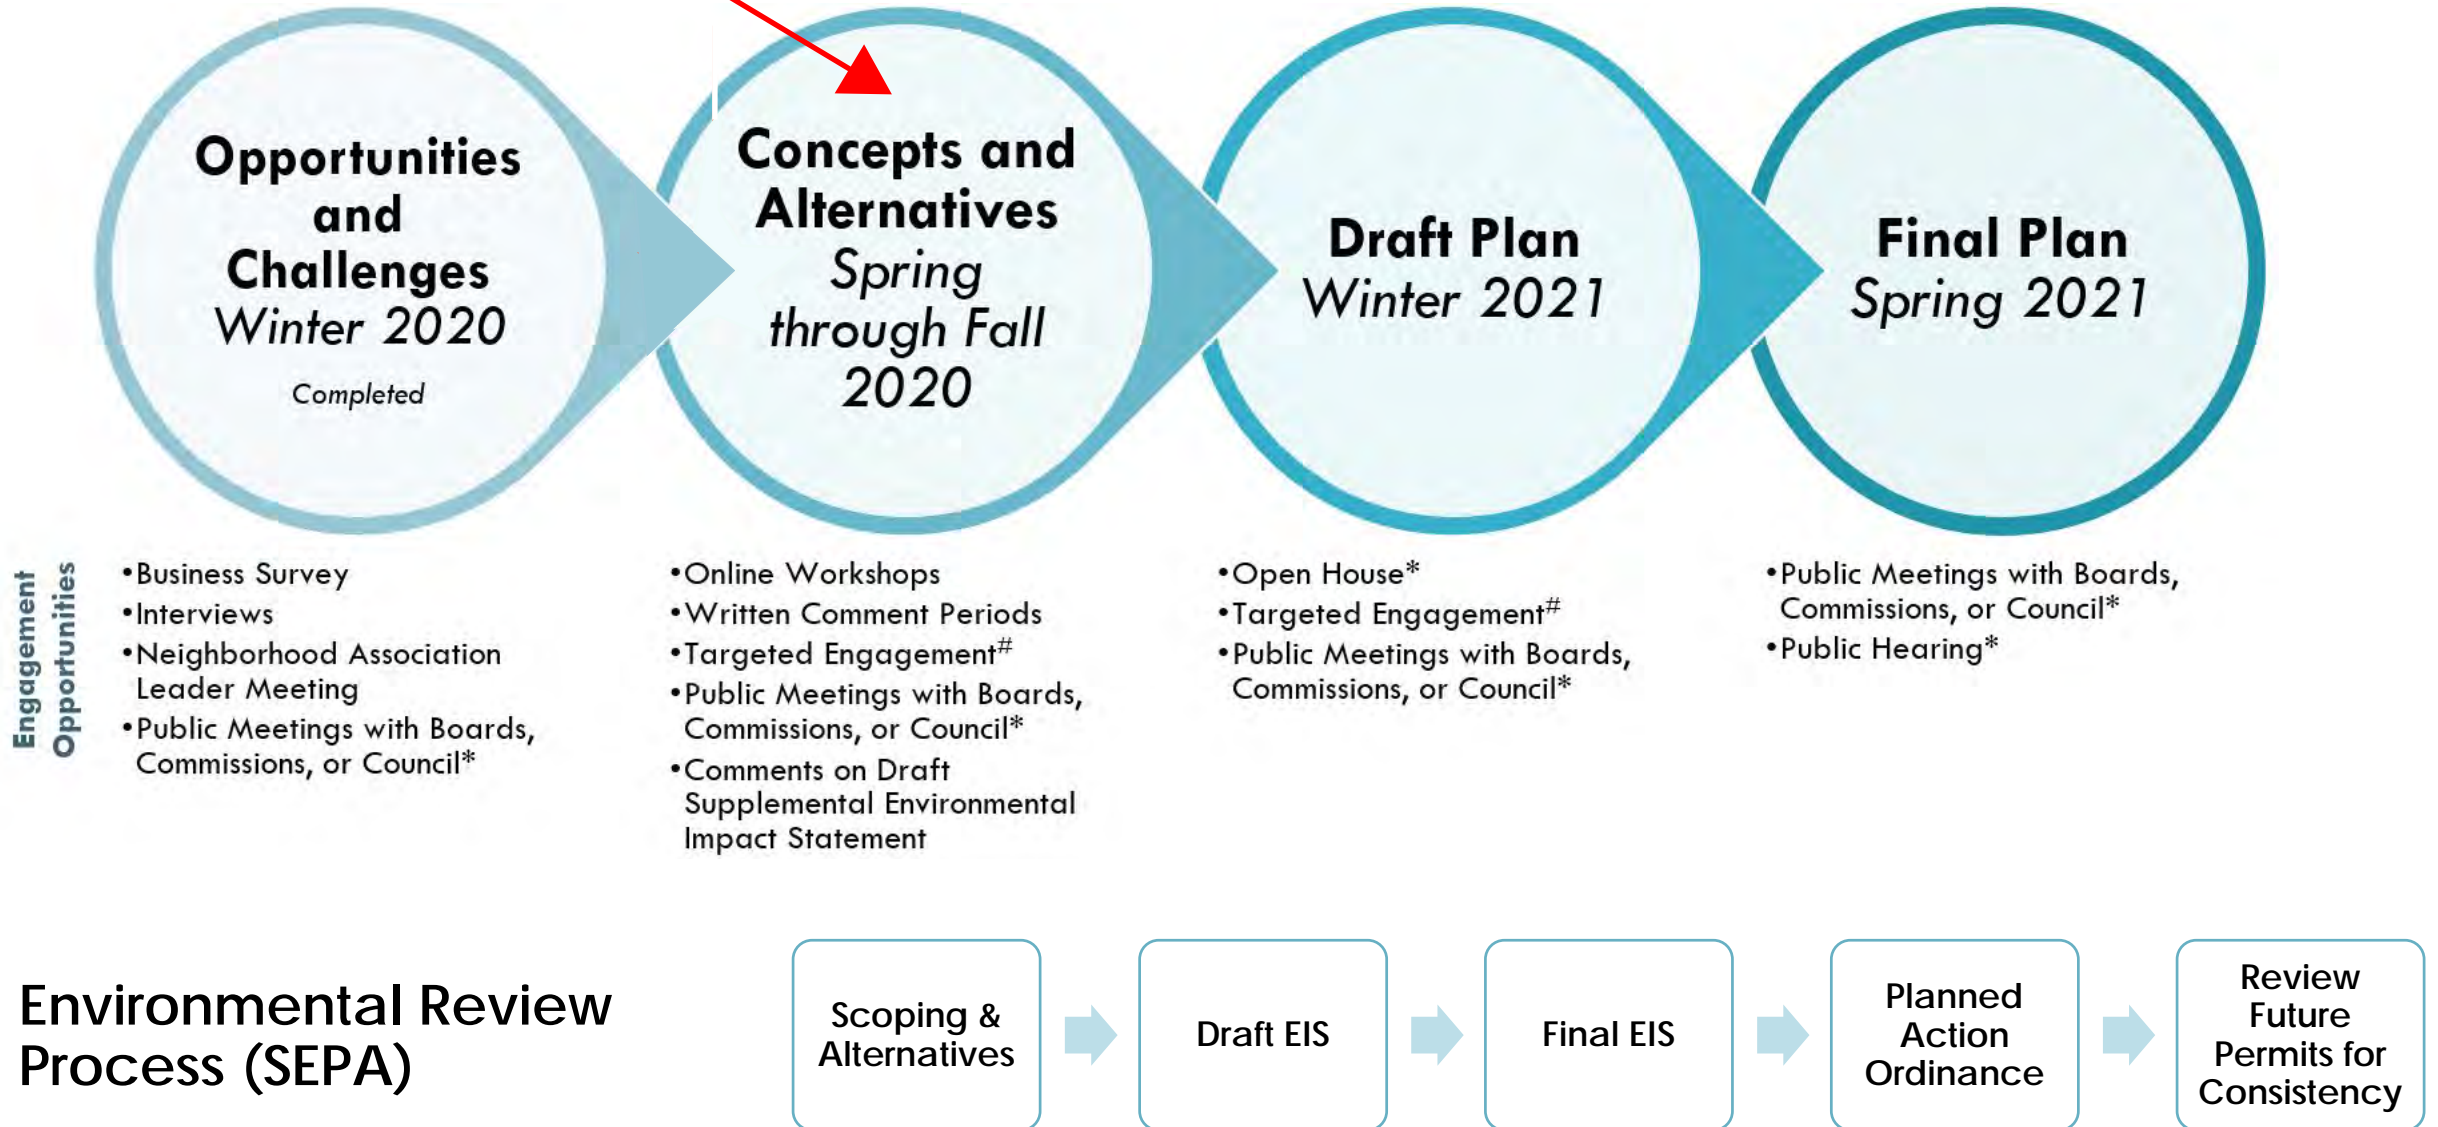 Opportunities
and
Challenges
Winter 2020
Completed
Concepts and
Alternatives
Spring
through Fall
2020
Draft Plan
Winter 2021
Final Plan
Spring 2021
Engagement
Opportunities
•Business Survey
•Interviews
•Neighborhood Association
Leader Meeting
•Public Meetings with Boards,
Commissions, or Council*
•Online Workshops
•Written Comment Periods
•Targeted Engagement#
•Public Meetings with Boards,
Commissions, or Council*
•Comments on Draft
Supplemental Environmental
Impact Statement
•Open House*
•Targeted Engagement#
•Public Meetings with Boards,
Commissions, or Council*
•Public Meetings with Boards,
Commissions, or Council*
•Public Hearing*
Environmental Review
Process (SEPA)
Scoping &
Alternatives
Draft EIS
Final EIS
Planned
Action
Ordinance
Review
Future
Permits for
Consistency